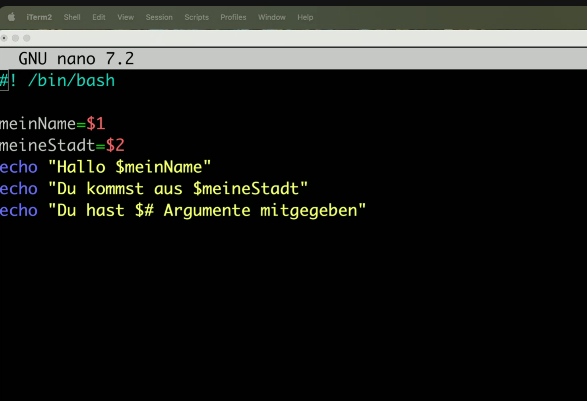 iTerm2 Shell Edit View Session Scripts Profiles Window Help
GNU nano 7.2
#! /bin/bash
meinName=$1
meineStadt=$2
echo "Hallo $meinName"
echo "Du kommst aus $meineStadt"
echo "Du hast $# Argumente mitgegeben"